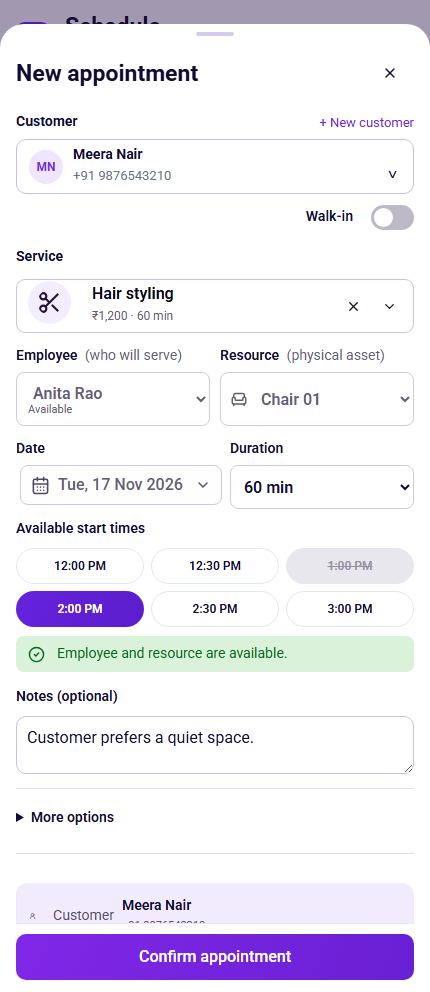 Schedule
New appointment
Customer
+ New customer
MN
Meera Nair
+91 9876543210
Walk-in
Service
Hair styling
₹1,200 · 60 min
Employee (who will serve)
Resource (physical asset)
Anita Rao
Available
Chair 01
Date
Duration
Tue, 17 Nov 2026
60 min
Available start times
12:00 PM
12:30 PM
1:00 PM
2:00 PM
2:30 PM
3:00 PM
Employee and resource are available.
Notes (optional)
Customer prefers a quiet space.
More options
Customer
Meera Nair
Confirm appointment